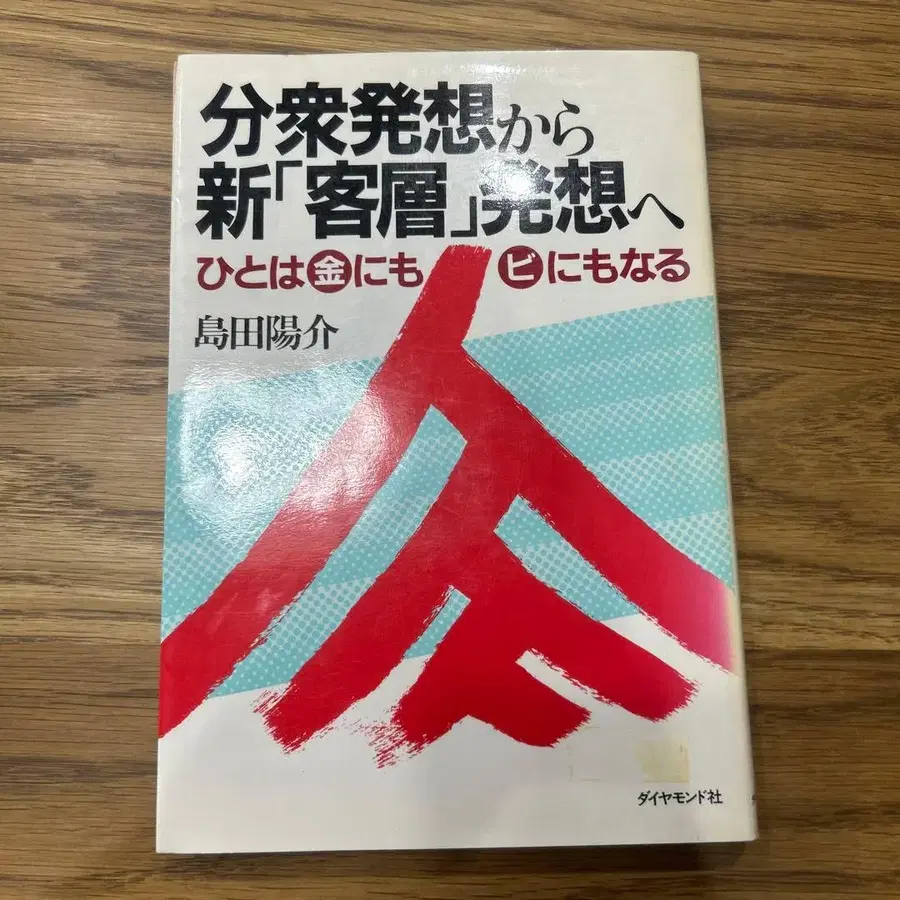 分衆発想から
新「客層」発想へ
ひとは金にも ビにもなる
島田陽介
ダイヤモンド社